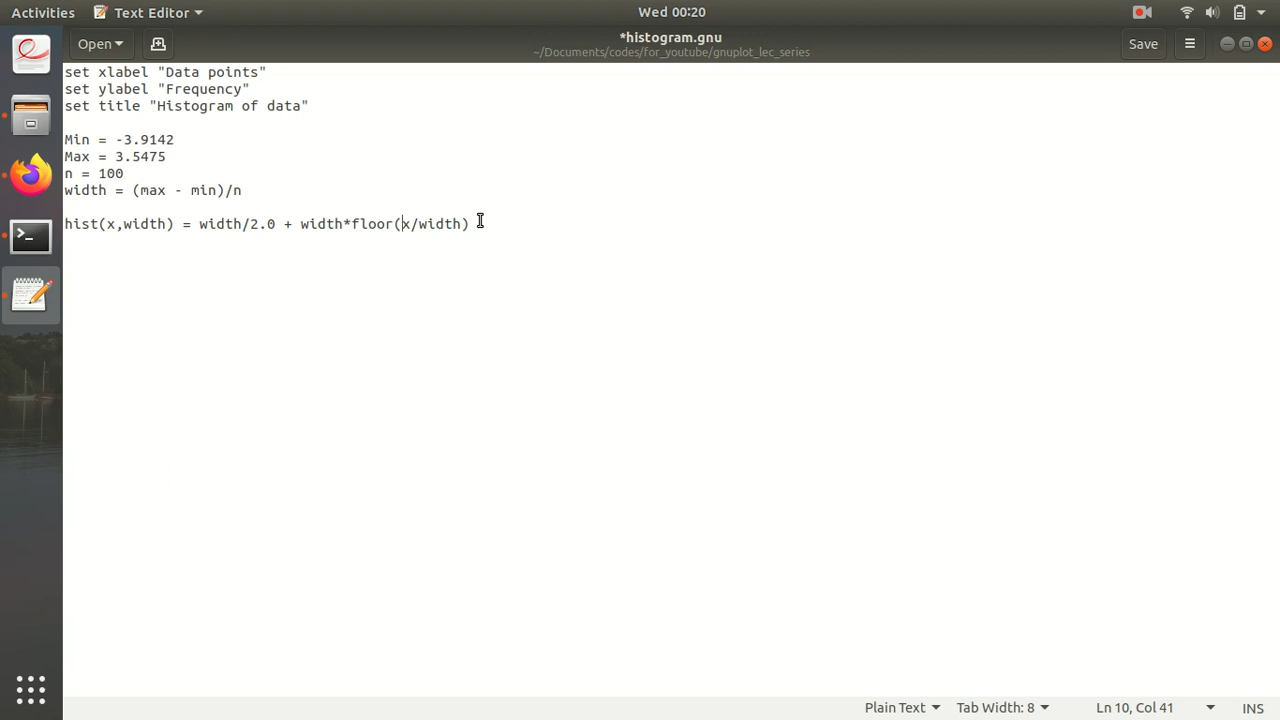 Activities Text Editor Wed 00:20
Open *histogram.gnu Save
~/Documents/codes/for_youtube/gnuplot_lec_series
set xlabel "Data points"
set ylabel "Frequency"
set title "Histogram of data"
Min = -3.9142
Max = 3.5475
n = 100
width = (max - min)/n
hist(x,width) = width/2.0 + width*floor(x/width)
Plain Text Tab Width: 8 Ln 10, Col 41 INS